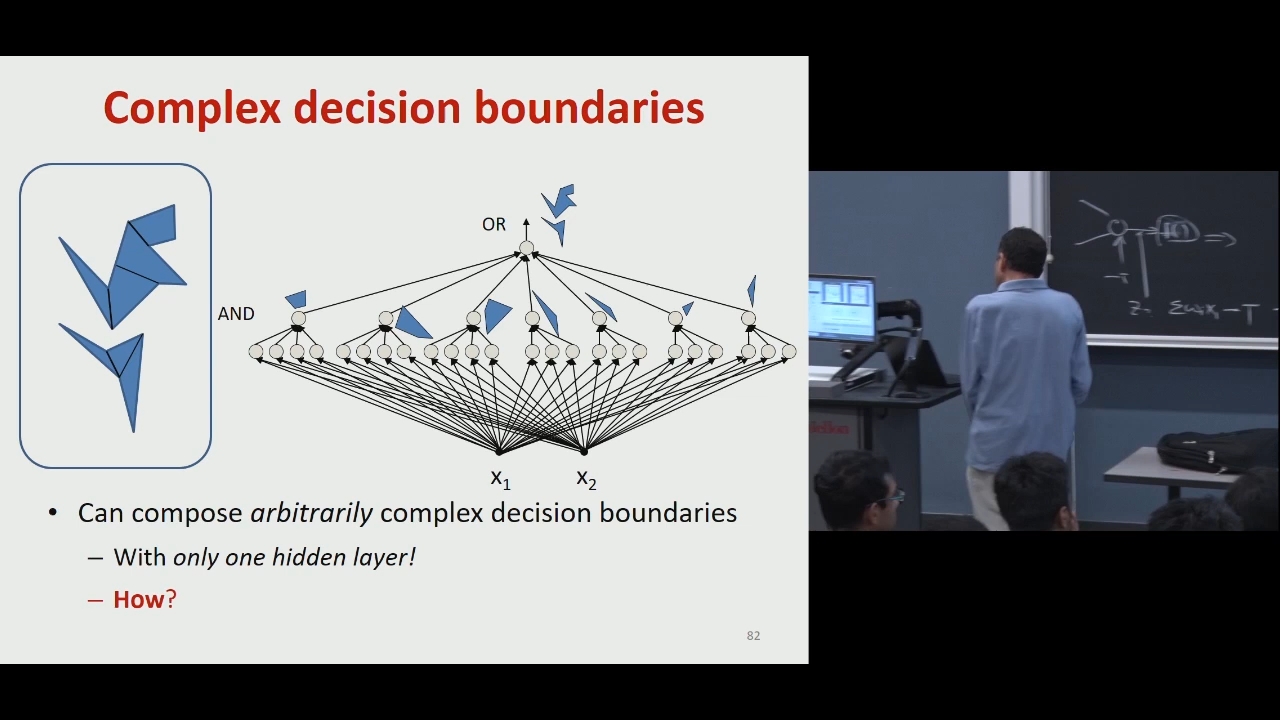 Complex decision boundaries
OR
AND
x1
x2
• Can compose arbitrarily complex decision boundaries
– With only one hidden layer!
– How?
82